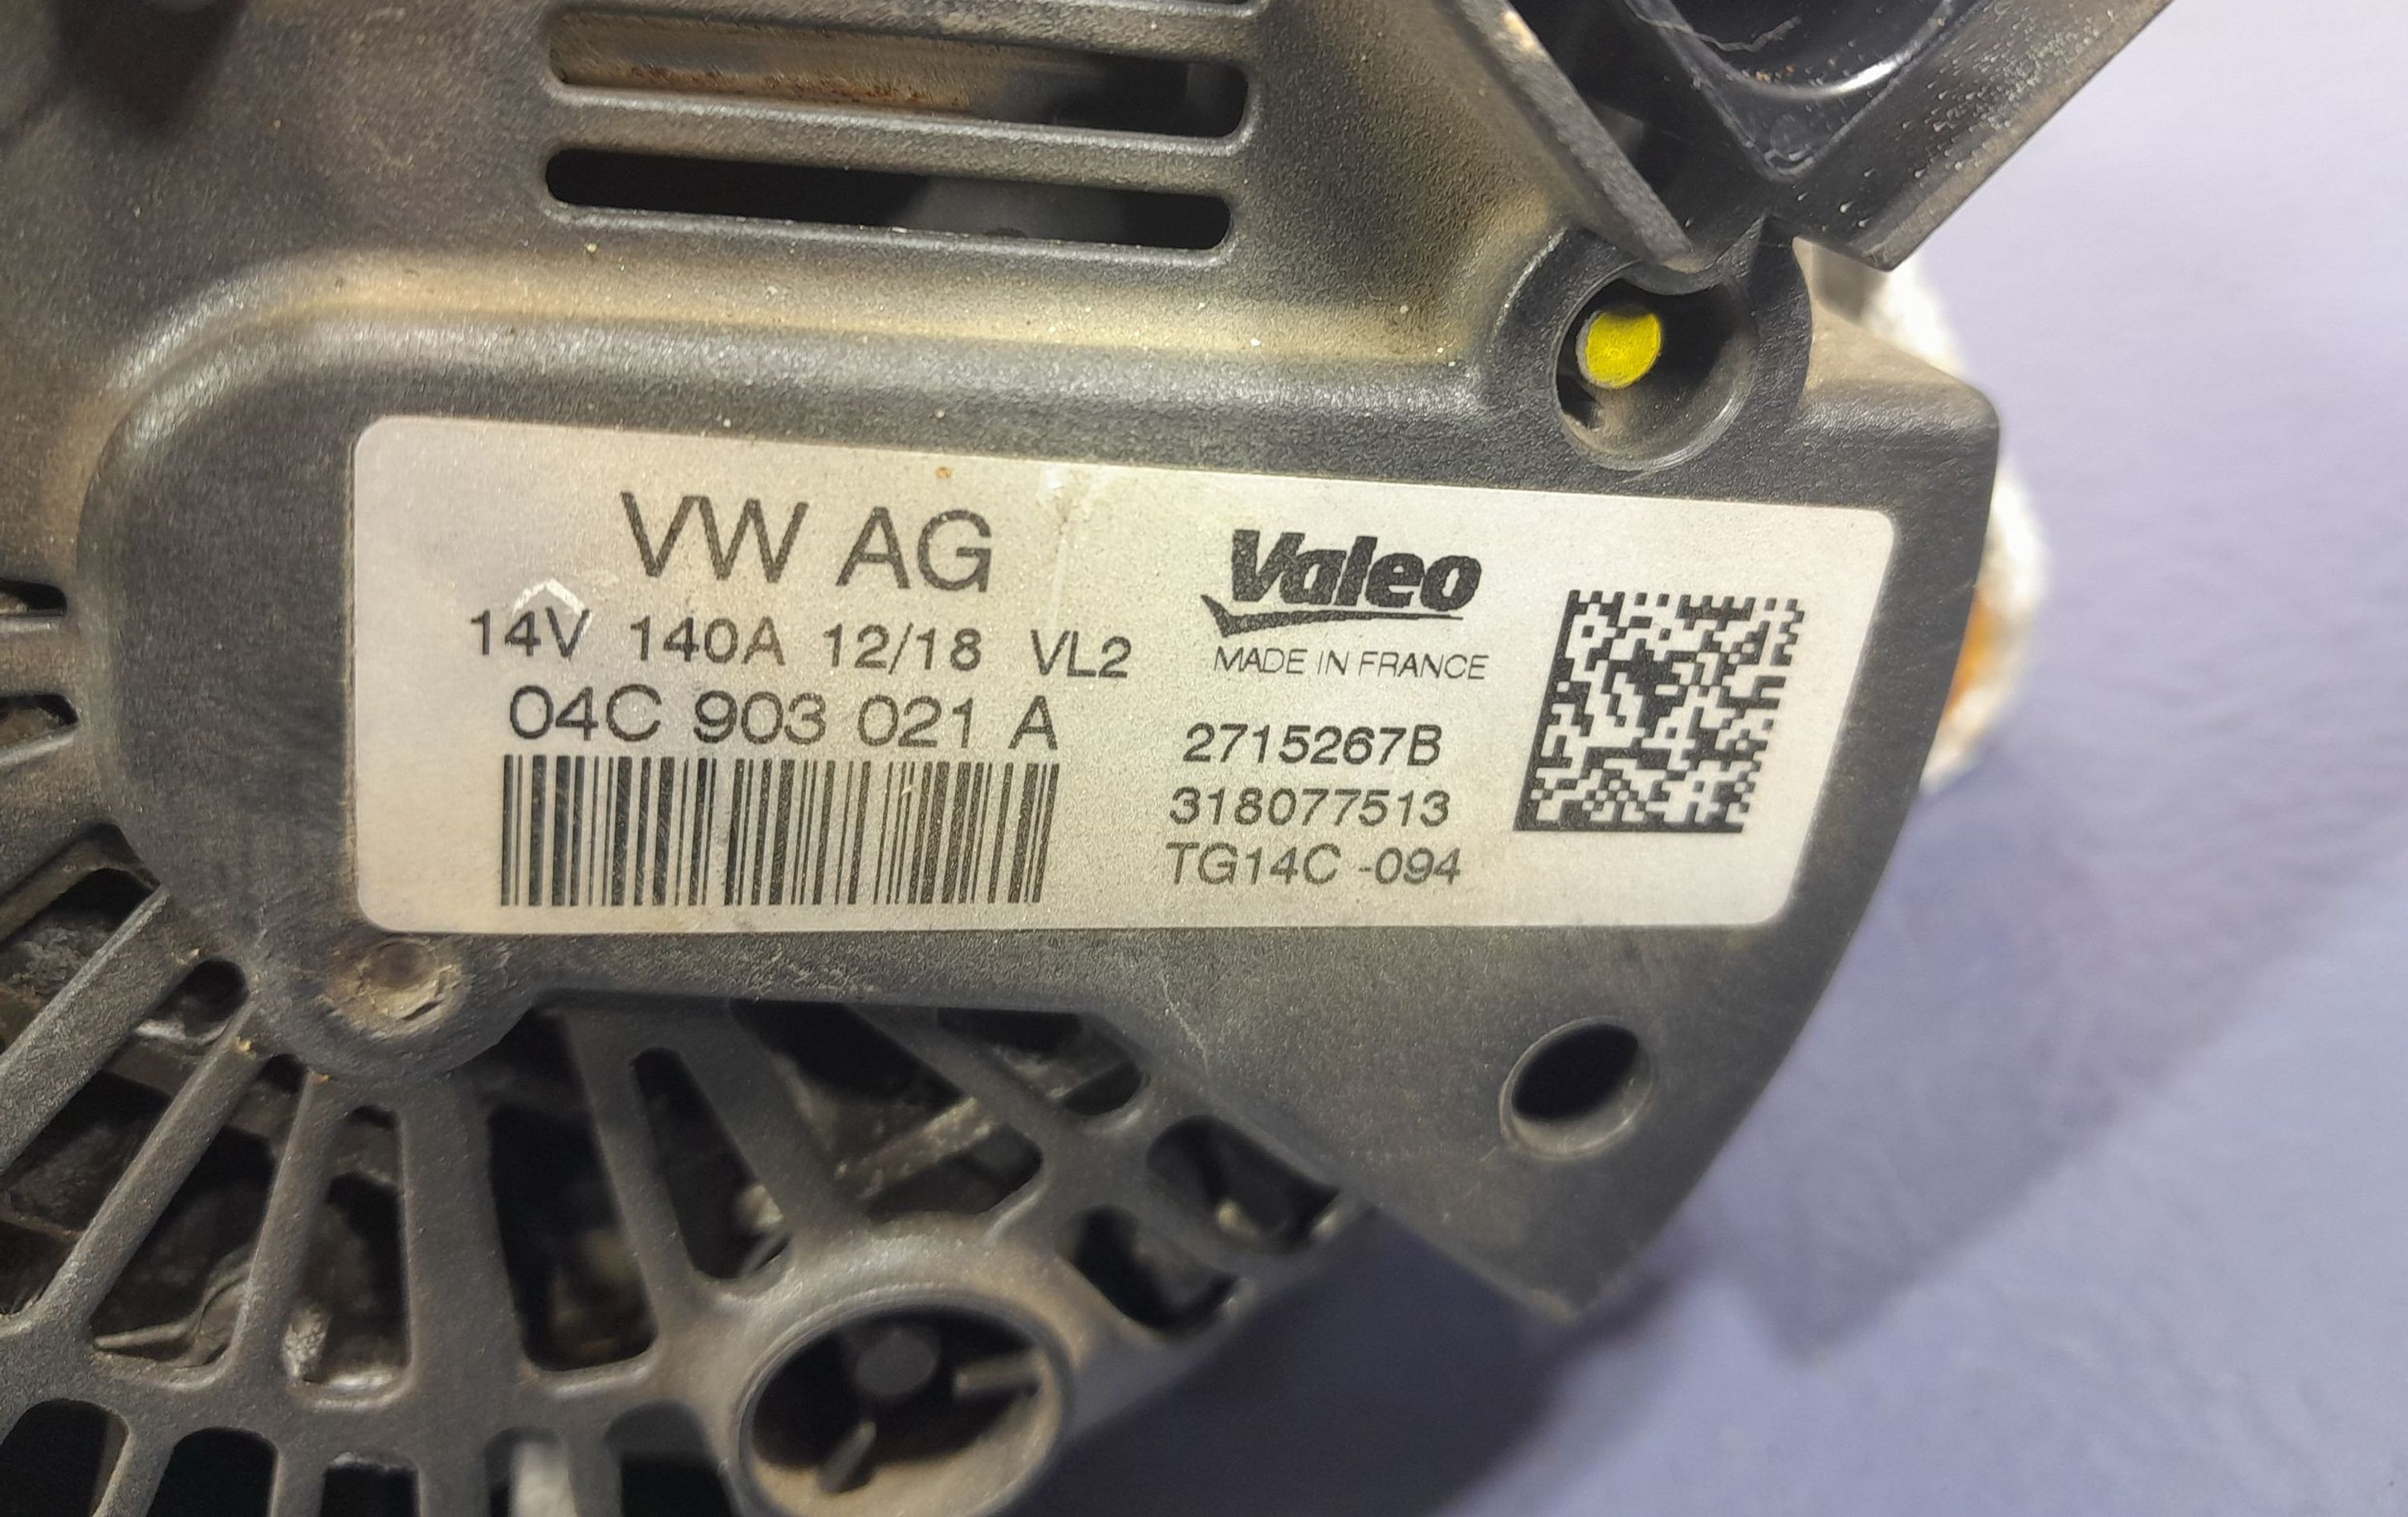 VW AG
14V 140A 12/18 VL2
04C 903 021 A
Valeo
MADE IN FRANCE
2715267B
318077513
TG14C -094